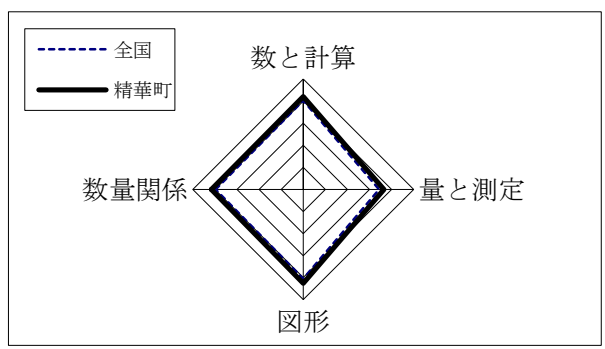 全国
精華町
数と計算
数量関係
量と測定
図形